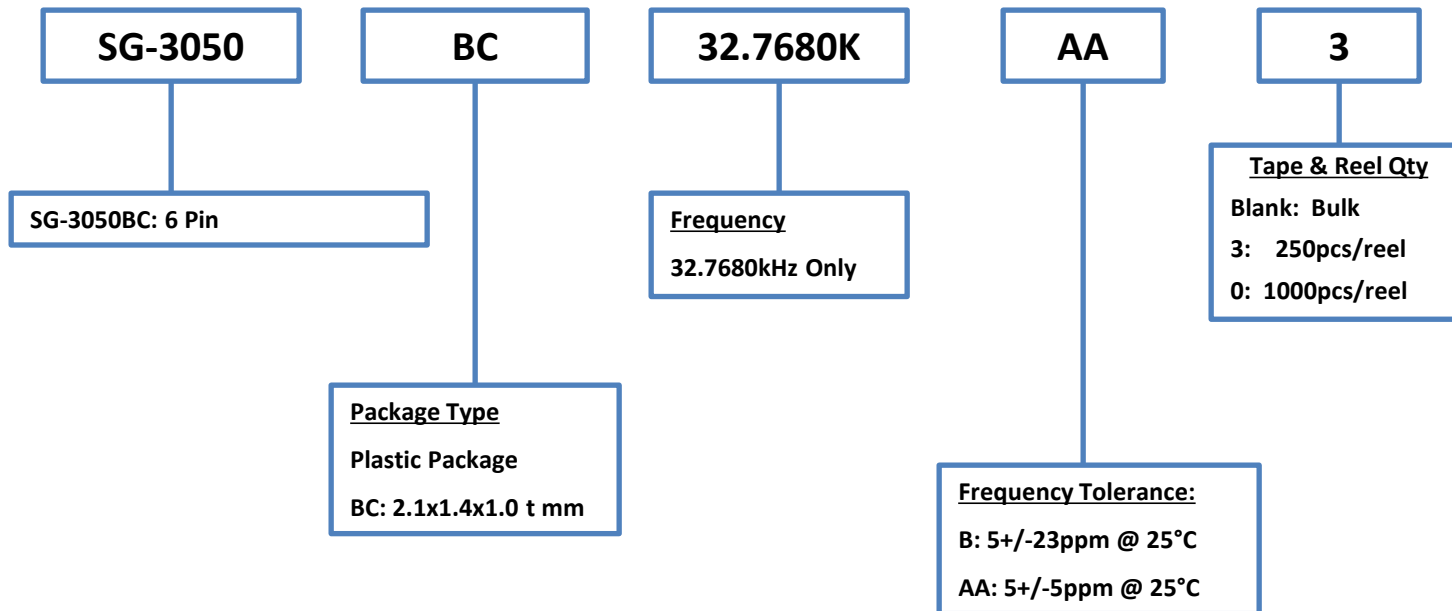 SG-3050
BC
32.7680K
AA
3
SG-3050BC: 6 Pin
Frequency
32.7680kHz Only
Tape & Reel Qty
Blank: Bulk
3: 250pcs/reel
0: 1000pcs/reel
Package Type
Plastic Package
BC: 2.1x1.4x1.0 t mm
Frequency Tolerance:
B: 5+/-23ppm @ 25°C
AA: 5+/-5ppm @ 25°C